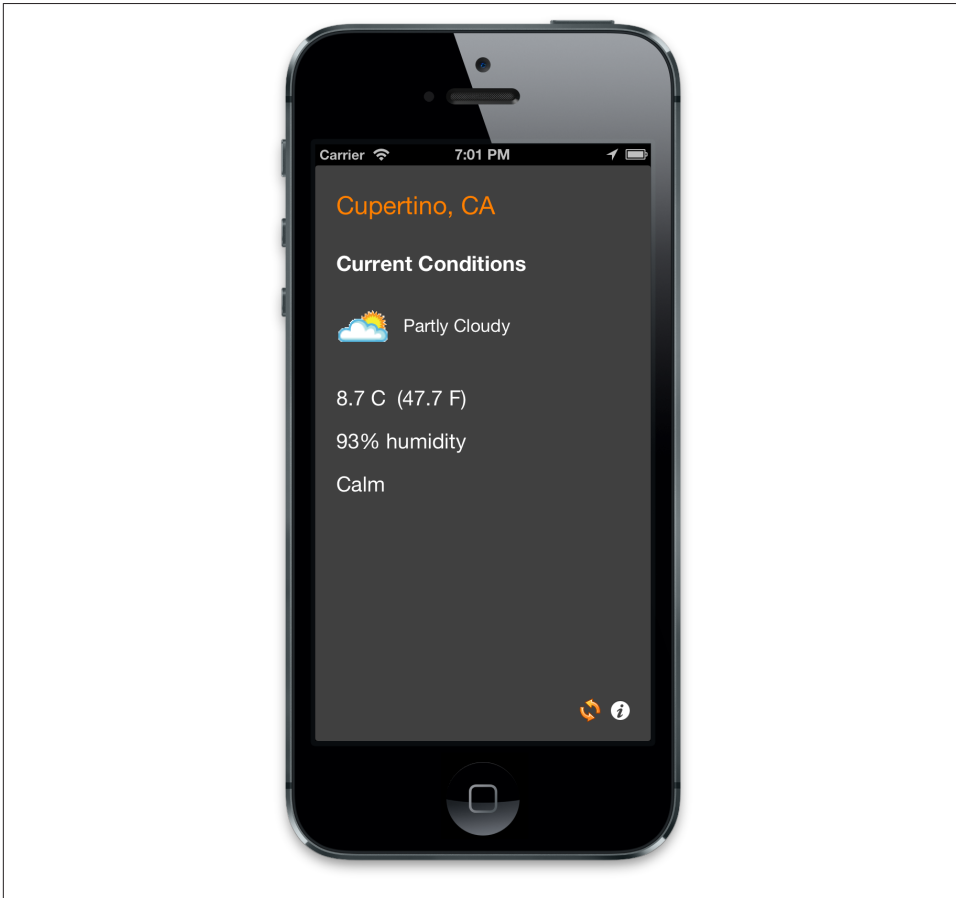 Carrier 7:01 PM
Cupertino, CA
Current Conditions
Partly Cloudy
8.7 C (47.7 F)
93% humidity
Calm
i